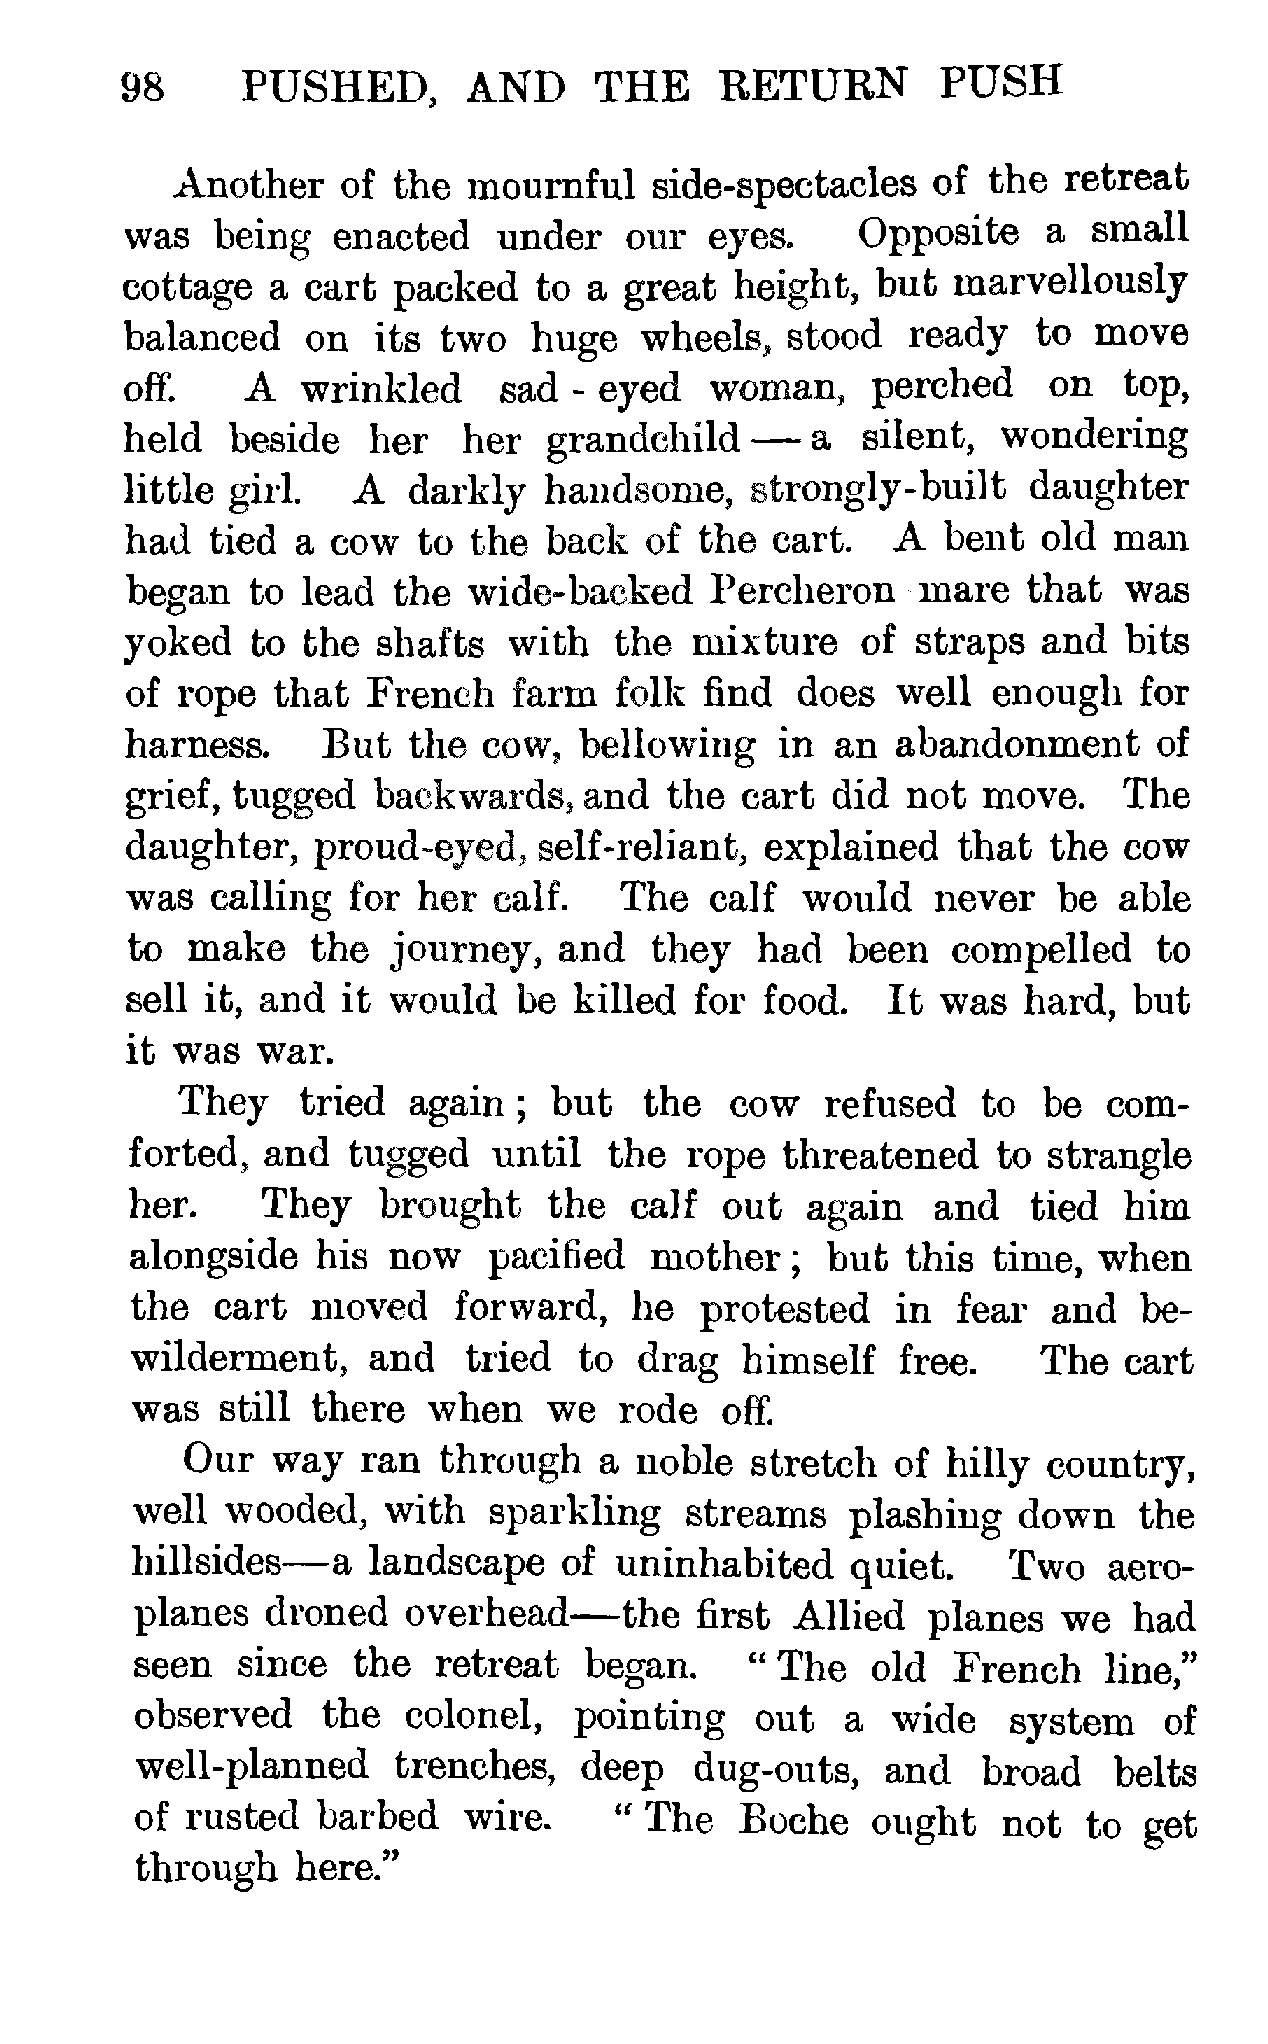 98 PUSHED, AND THE RETURN PUSH
Another of the mournful side-spectacles of the retreat
was being enacted under our eyes. Opposite a small
cottage a cart packed to a great height, but marvellously
balanced on its two huge wheels, stood ready to move
off. A wrinkled sad-eyed woman, perched on top,
held beside her her grandchild — a silent, wondering
little girl. A darkly handsome, strongly-built daughter
had tied a cow to the back of the cart. A bent old man
began to lead the wide-backed Percheron mare that was
yoked to the shafts with the mixture of straps and bits
of rope that French farm folk find does well enough for
harness. But the cow, bellowing in an abandonment of
grief, tugged backwards, and the cart did not move. The
daughter, proud-eyed, self-reliant, explained that the cow
was calling for her calf. The calf would never be able
to make the journey, and they had been compelled to
sell it, and it would be killed for food. It was hard, but
it was war.
They tried again ; but the cow refused to be com-
forted, and tugged until the rope threatened to strangle
her. They brought the calf out again and tied him
alongside his now pacified mother ; but this time, when
the cart moved forward, he protested in fear and be-
wilderment, and tried to drag himself free. The cart
was still there when we rode off.
Our way ran through a noble stretch of hilly country,
well wooded, with sparkling streams plashing down the
hillsides—a landscape of uninhabited quiet. Two aero-
planes droned overhead—the first Allied planes we had
seen since the retreat began. “ The old French line,”
observed the colonel, pointing out a wide system of
well-planned trenches, deep dug-outs, and broad belts
of rusted barbed wire. “ The Boche ought not to get
through here.”